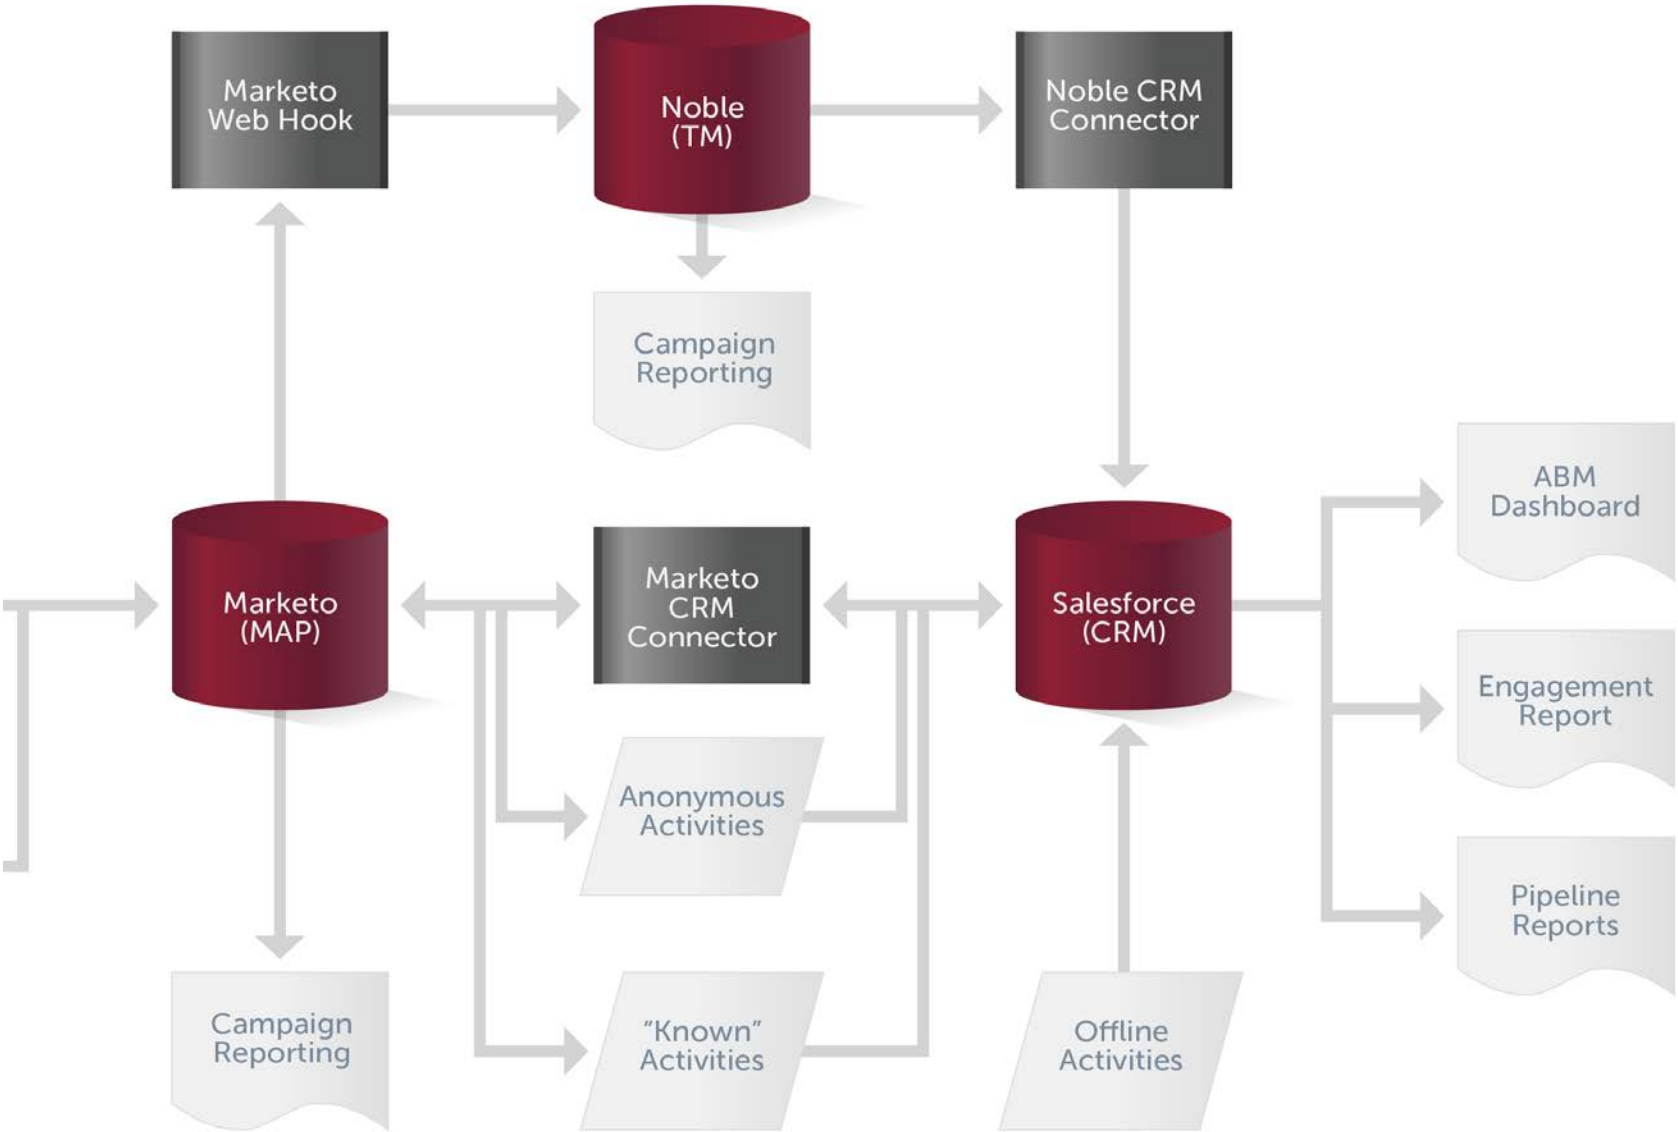 Marketo
Web Hook
Noble
(TM)
Noble CRM
Connector
Campaign
Reporting
Marketo
(MAP)
Marketo
CRM
Connector
Salesforce
(CRM)
ABM
Dashboard
Engagement
Report
Anonymous
Activities
Pipeline
Reports
Campaign
Reporting
“Known”
Activities
Offline
Activities